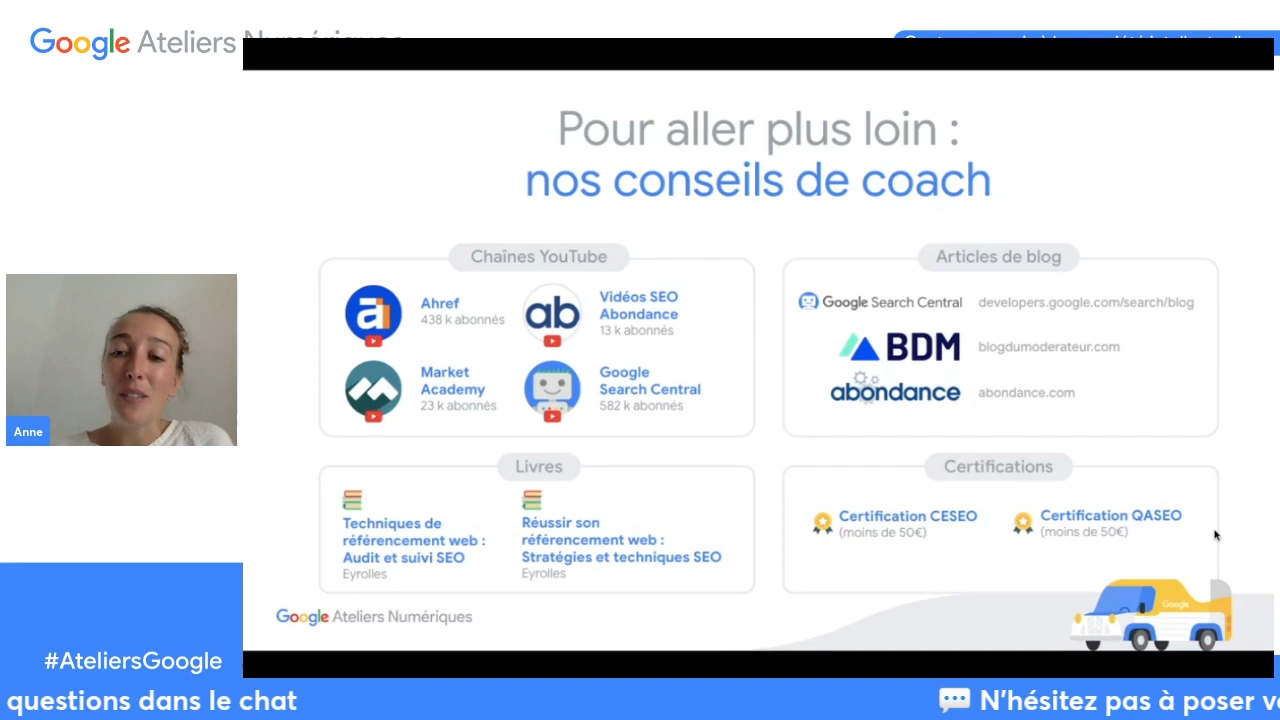 Google Ateliers
Pour aller plus loin :
nos conseils de coach
Chaînes YouTube
Ahref
438 k abonnés
Vidéos SEO
Abondance
13 k abonnés
Market
Academy
23 k abonnés
Google
Search Central
582 k abonnés
Articles de blog
Google Search Central developers.google.com/search/blog
BDM blogdumoderateur.com
abondance abondance.com
Livres
Techniques de
référencement web :
Audit et suivi SEO
Eyrolles
Réussir son
référencement web :
Stratégies et techniques SEO
Eyrolles
Certifications
Certification CESEO
(moins de 50€)
Certification QASEO
(moins de 50€)
Google
Google Ateliers Numériques
Anne
#AteliersGoogle
questions dans le chat
N'hésitez pas à poser